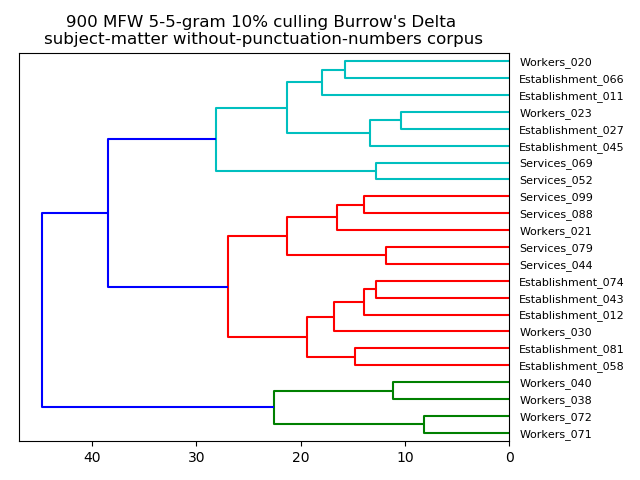 900 MFW 5-5-gram 10% culling Burrow's Delta
subject-matter without-punctuation-numbers corpus
Workers_020
Establishment_066
Establishment_011
Workers_023
Establishment_027
Establishment_045
Services_069
Services_052
Services_099
Services_088
Workers_021
Services_079
Services_044
Establishment_074
Establishment_043
Establishment_012
Workers_030
Establishment_081
Establishment_058
Workers_040
Workers_038
Workers_072
Workers_071
40 30 20 10 0